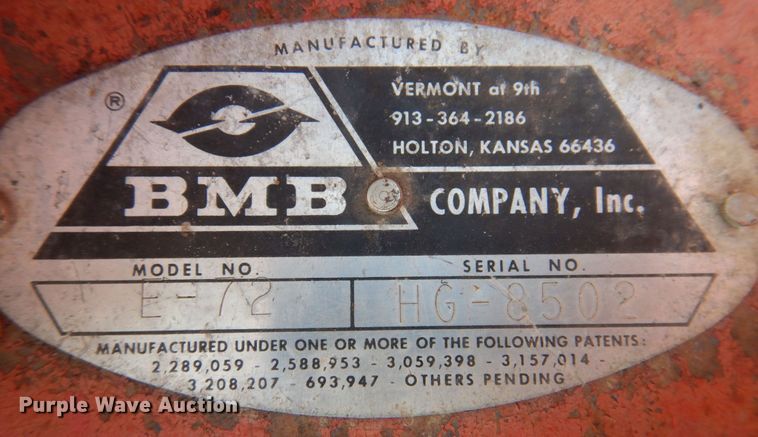 MANUFACTURED BY
®
VERMONT at 9th
913-364-2186
HOLTON, KANSAS 66436
BMB COMPANY, Inc.
MODEL NO. SERIAL NO.
E-72 HG-8502
MANUFACTURED UNDER ONE OR MORE OF THE FOLLOWING PATENTS:
2,289,059 - 2,588,953 - 3,059,398 - 3,157,014 -
3,208,207 - 693,947 - OTHERS PENDING
Purple Wave Auction